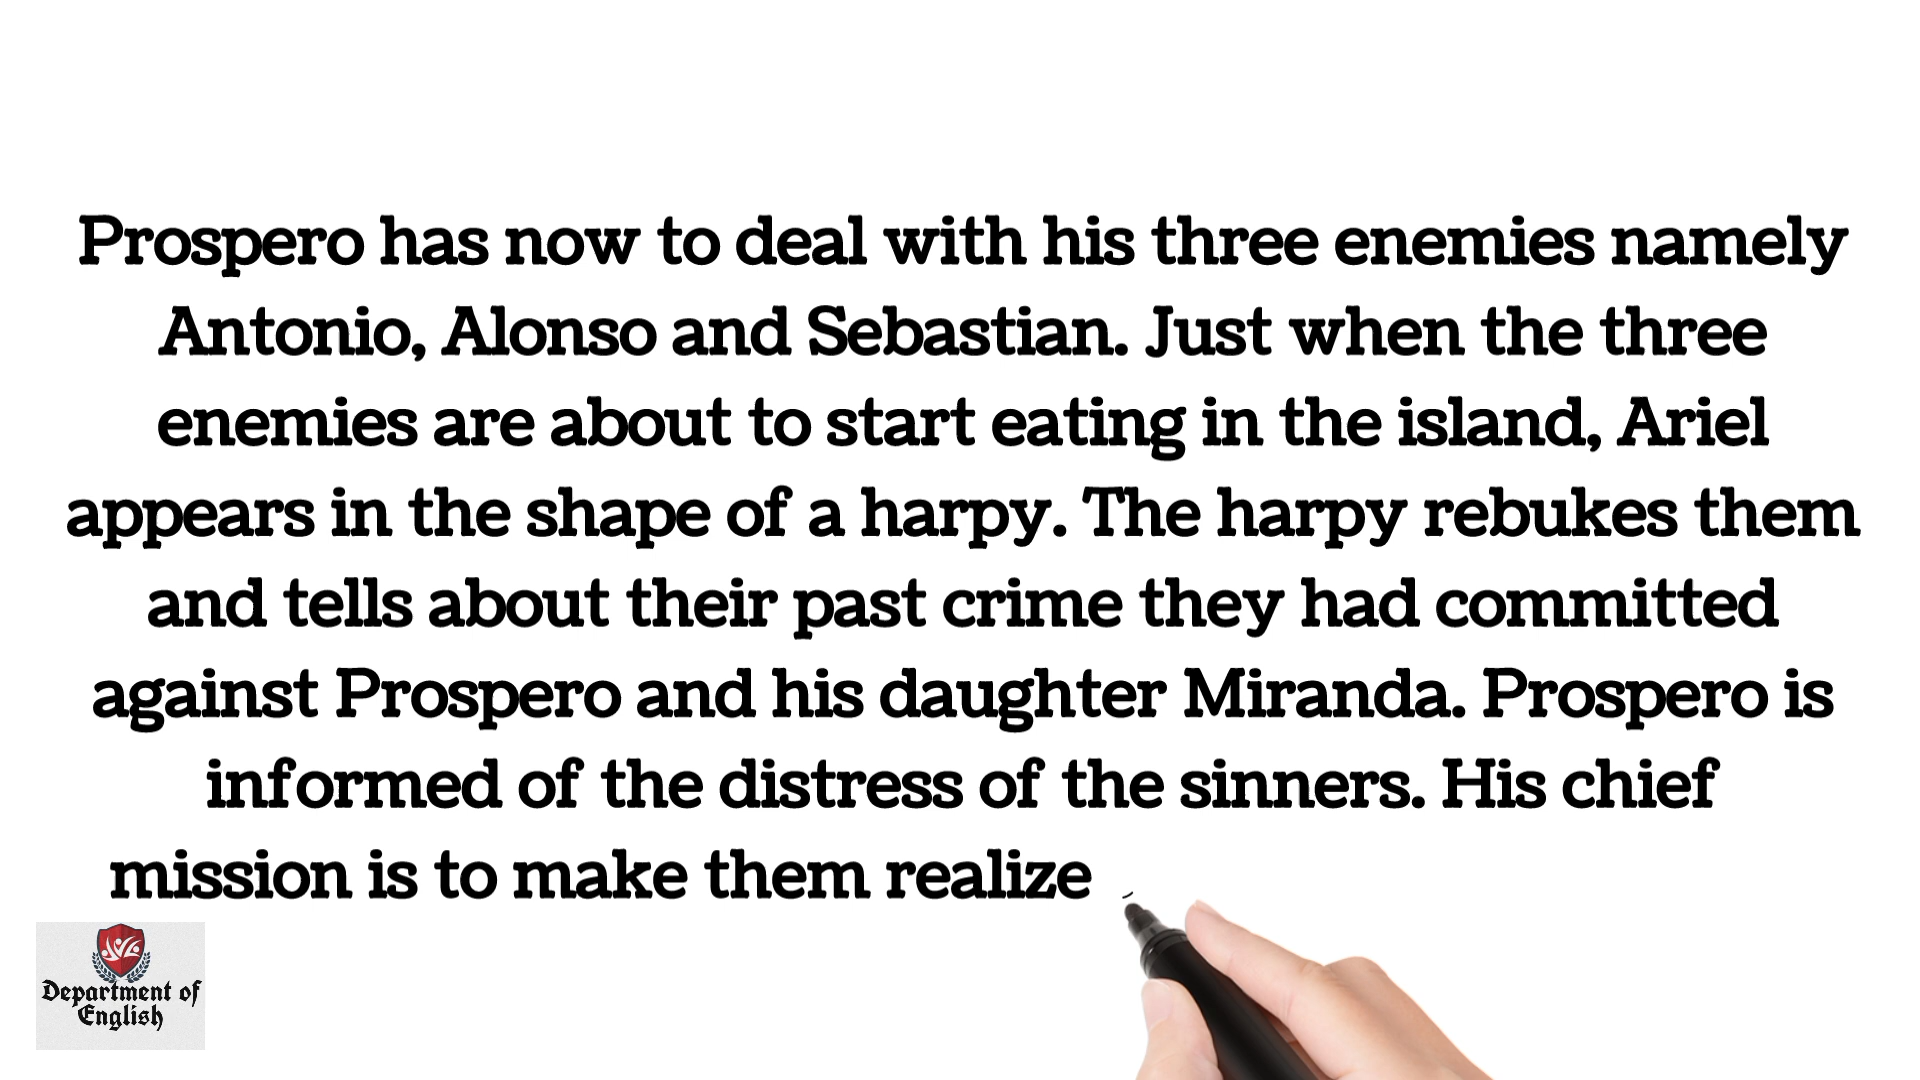 Prospero has now to deal with his three enemies namely
Antonio, Alonso and Sebastian. Just when the three
enemies are about to start eating in the island, Ariel
appears in the shape of a harpy. The harpy rebukes them
and tells about their past crime they had committed
against Prospero and his daughter Miranda. Prospero is
informed of the distress of the sinners. His chief
mission is to make them realize
Department of
English